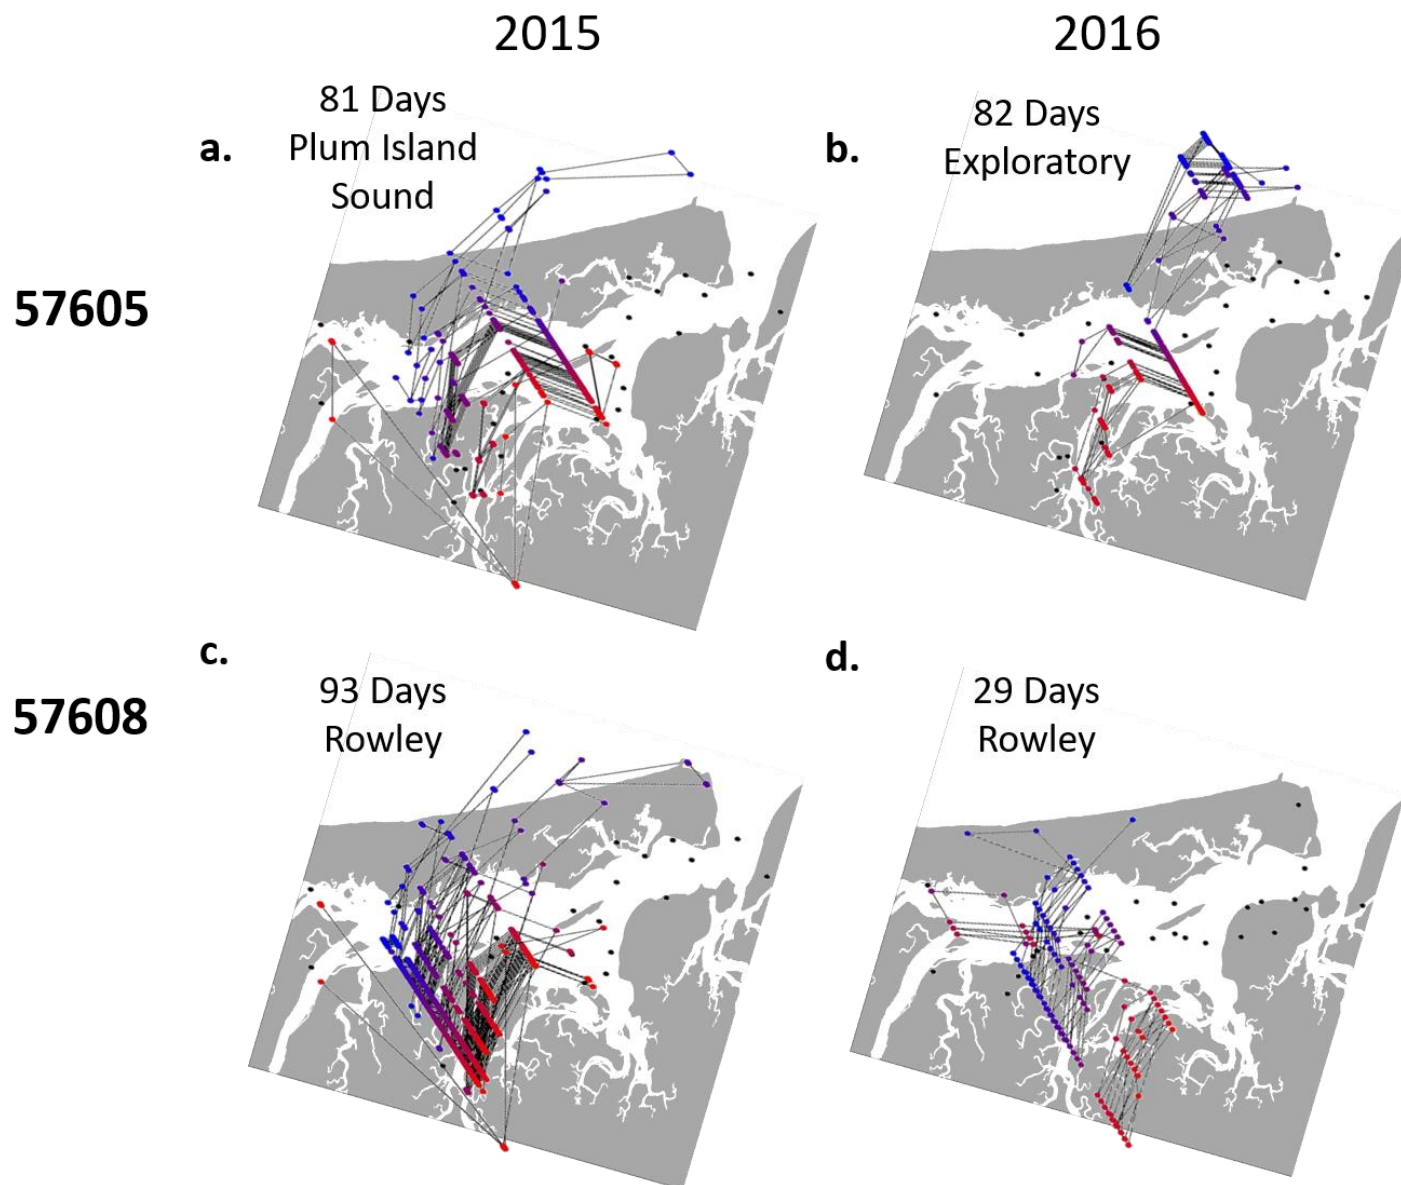 2015
2016
a.
81 Days
Plum Island
Sound
b.
82 Days
Exploratory
57605
c.
93 Days
Rowley
d.
29 Days
Rowley
57608